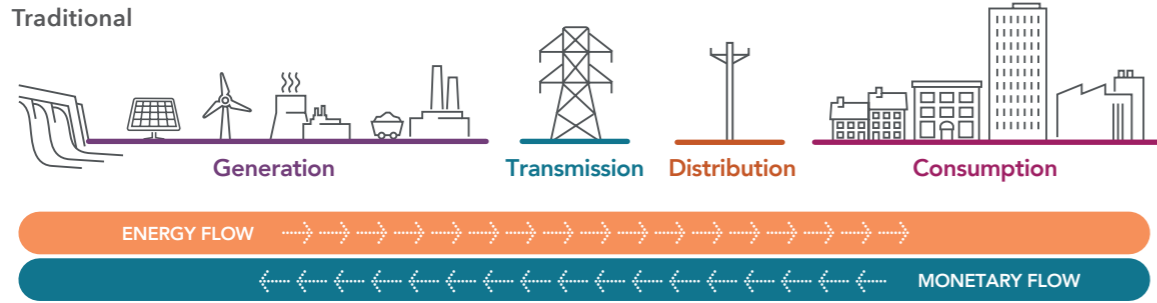 Traditional
Generation
Transmission
Distribution
Consumption
ENERGY FLOW
MONETARY FLOW